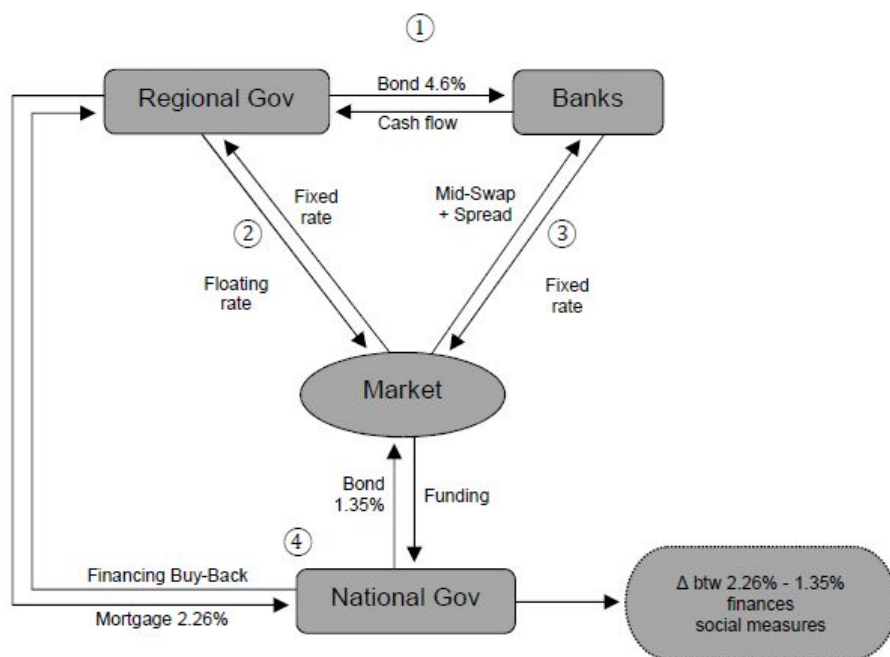 ①
Regional Gov
Bond 4.6%
Banks
Cash flow
Fixed
rate
Mid-Swap
+ Spread
②
③
Floating
rate
Fixed
rate
Market
Bond
1.35%
Funding
④
Financing Buy-Back
National Gov
Mortgage 2.26%
Δ btw 2.26% - 1.35%
finances
social measures